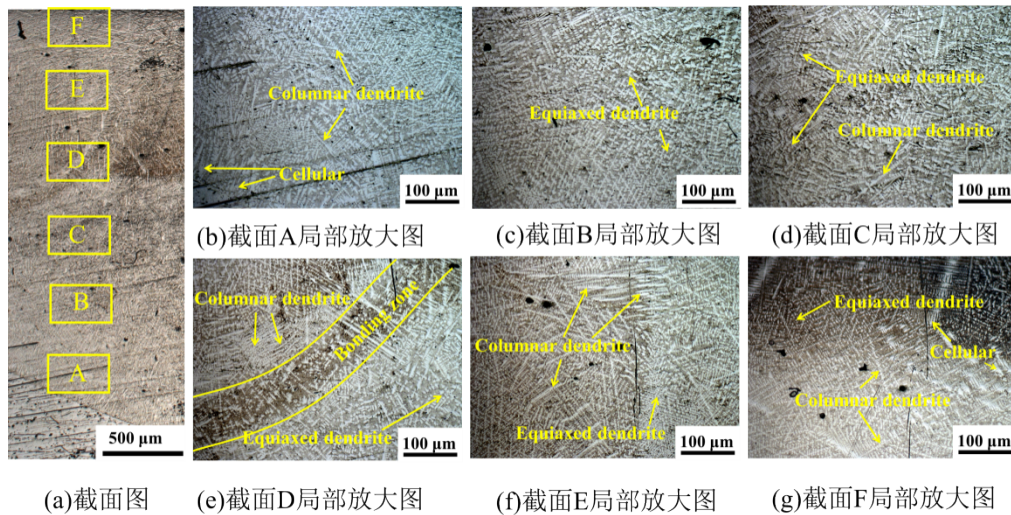 F
E
D
C
B
A
500 μm
Columnar dendrite
Cellular
100 μm
Equiaxed dendrite
100 μm
Equiaxed dendrite
Columnar dendrite
100 μm
(b)截面A局部放大图
(c)截面B局部放大图
(d)截面C局部放大图
Columnar dendrite
Bonding zone
Equiaxed dendrite
100 μm
Columnar dendrite
Equiaxed dendrite
100 μm
Equiaxed dendrite
Cellular
Columnar dendrite
100 μm
(a)截面图
(e)截面D局部放大图
(f)截面E局部放大图
(g)截面F局部放大图